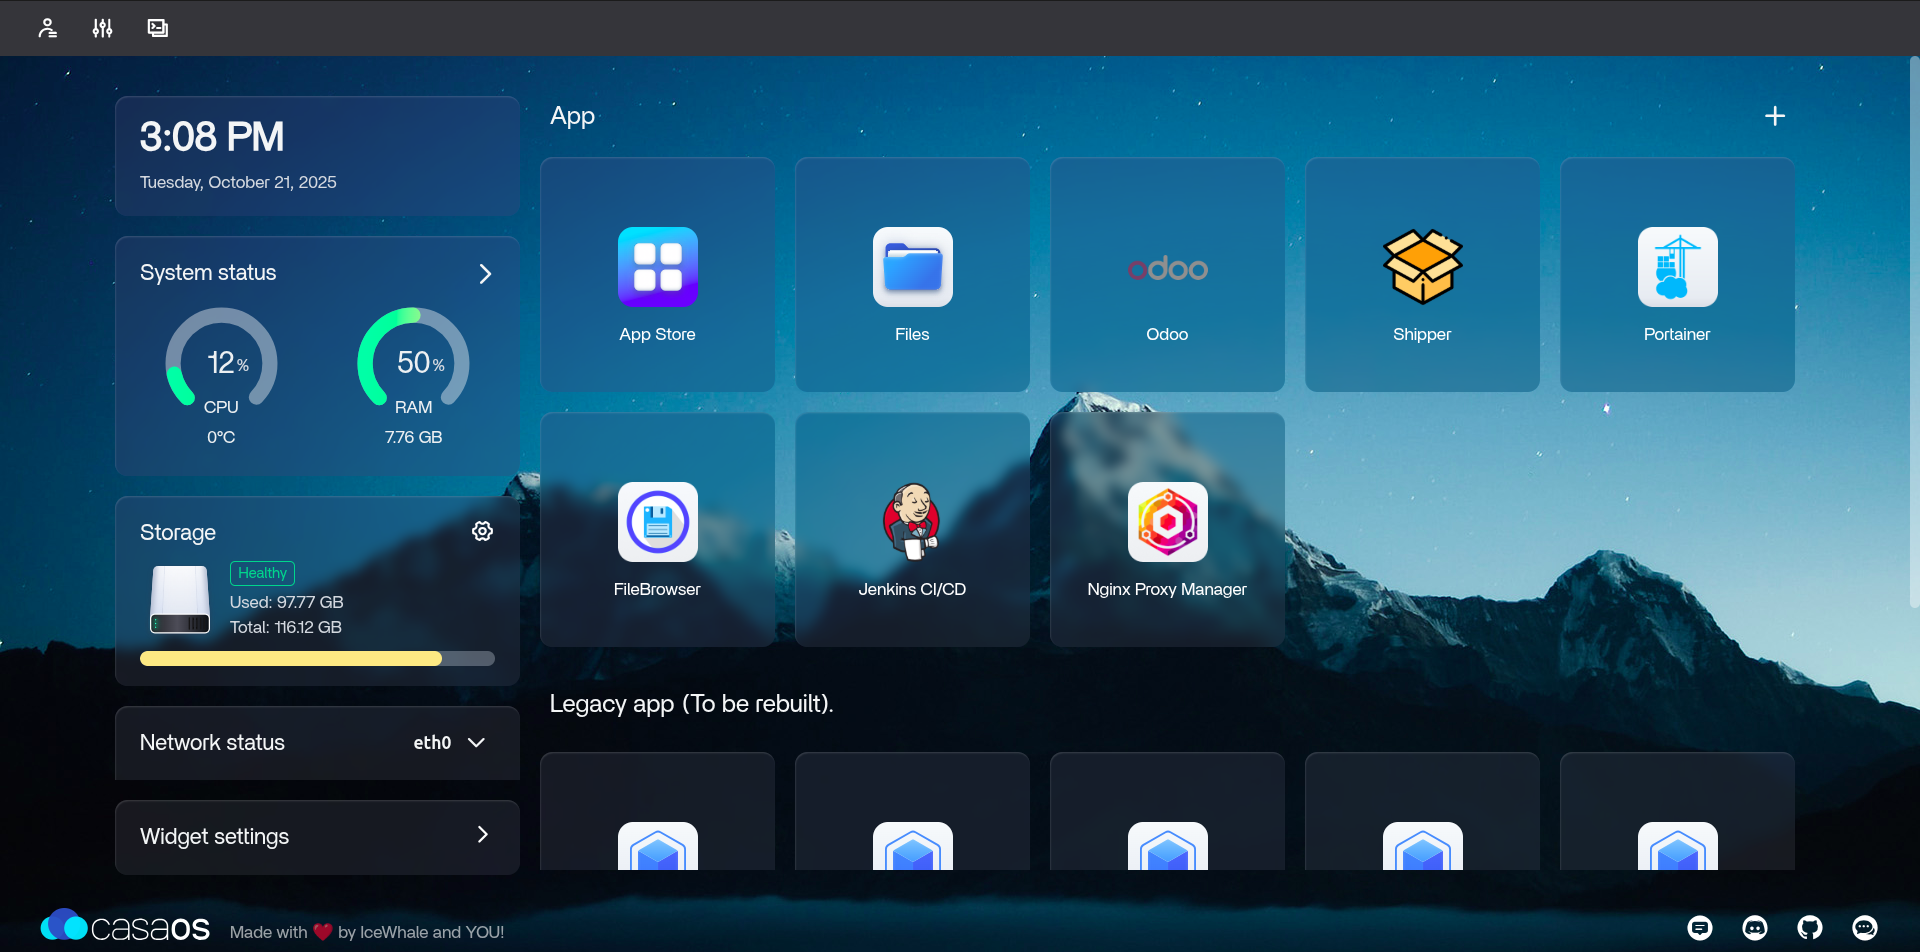 3:08 PM
Tuesday, October 21, 2025
System status
12%
50%
CPU
RAM
0°C
7.76 GB
Storage
Healthy
Used: 97.77 GB
Total: 116.12 GB
Network status
eth0
Widget settings
App
App Store
Files
odoo
Odoo
Shipper
Portainer
FileBrowser
Jenkins CI/CD
Nginx Proxy Manager
Legacy app (To be rebuilt).
casaos
Made with ❤️ by IceWhale and YOU!